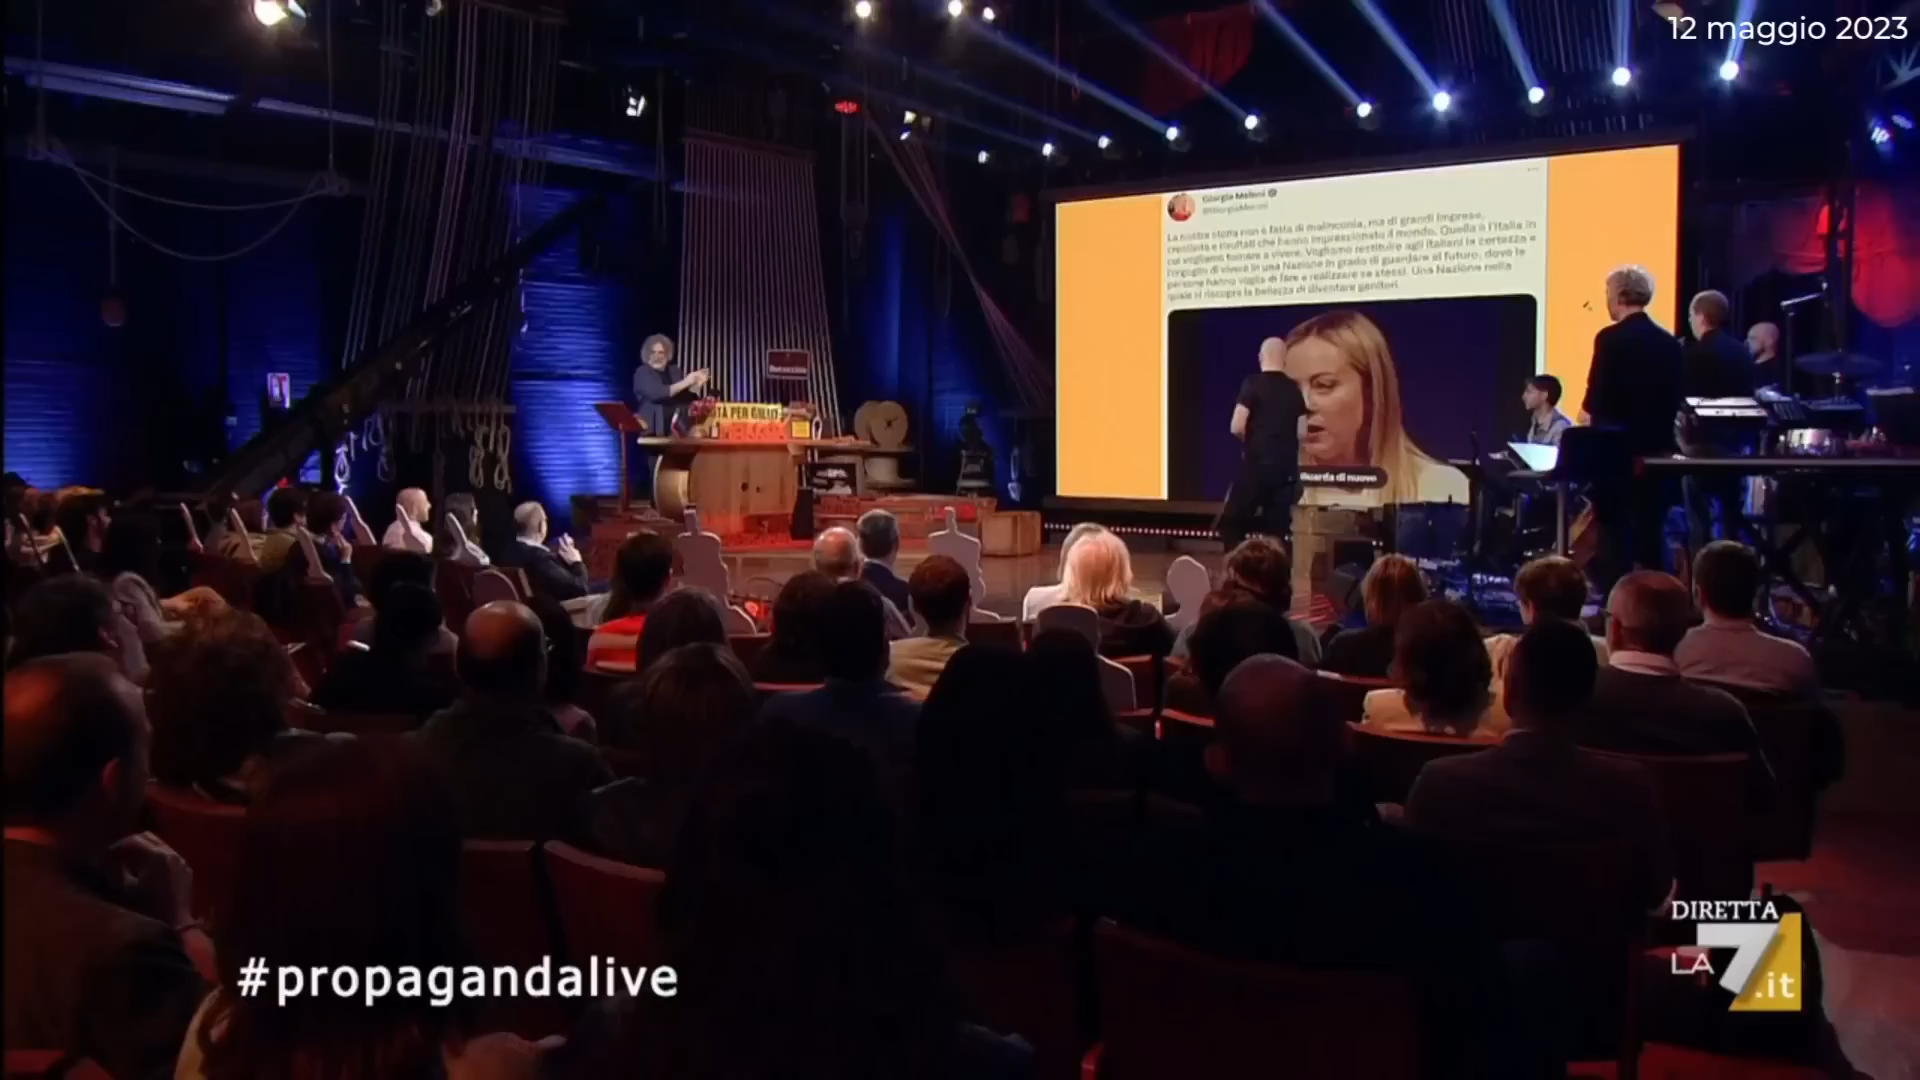 12 maggio 2023
Giorgia Meloni
@GiorgiaMeloni
La nostra storia non è fatta di malinconia, ma di grandi imprese,
creatività e risultati che hanno impressionato il mondo. Quella è l'Italia in
cui vogliamo tornare a vivere. Vogliamo restituire agli italiani la certezza e
l'orgoglio di vivere in una Nazione in grado di guardare al futuro, dove le
persone hanno voglia di fare e realizzare se stessi. Una Nazione nella
quale si riscopra la bellezza di diventare genitori.
Guarda di nuovo
PER
DIRETTA
LA7.it
#propagandalive